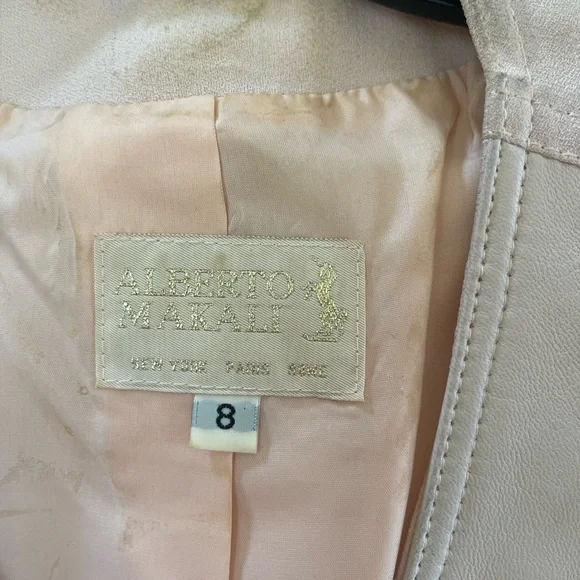 ALBERTO
MAKALI
NEW YORK PARIS ROME
8